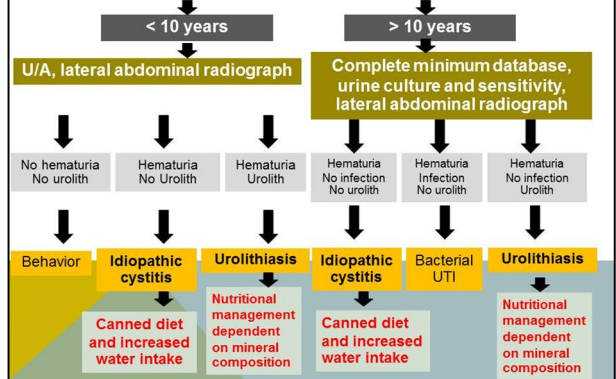 < 10 years
> 10 years
U/A, lateral abdominal radiograph
Complete minimum database,
urine culture and sensitivity,
lateral abdominal radiograph
No hematuria
No urolith
Hematuria
No Urolith
Hematuria
Urolith
Hematuria
No infection
No urolith
Hematuria
Infection
No urolith
Hematuria
No infection
Urolith
Behavior
Idiopathic
cystitis
Urolithiasis
Idiopathic
cystitis
Bacterial
UTI
Urolithiasis
Canned diet
and increased
water intake
Nutritional
management
dependent
on mineral
composition
Canned diet
and increased
water intake
Nutritional
management
dependent
on mineral
composition